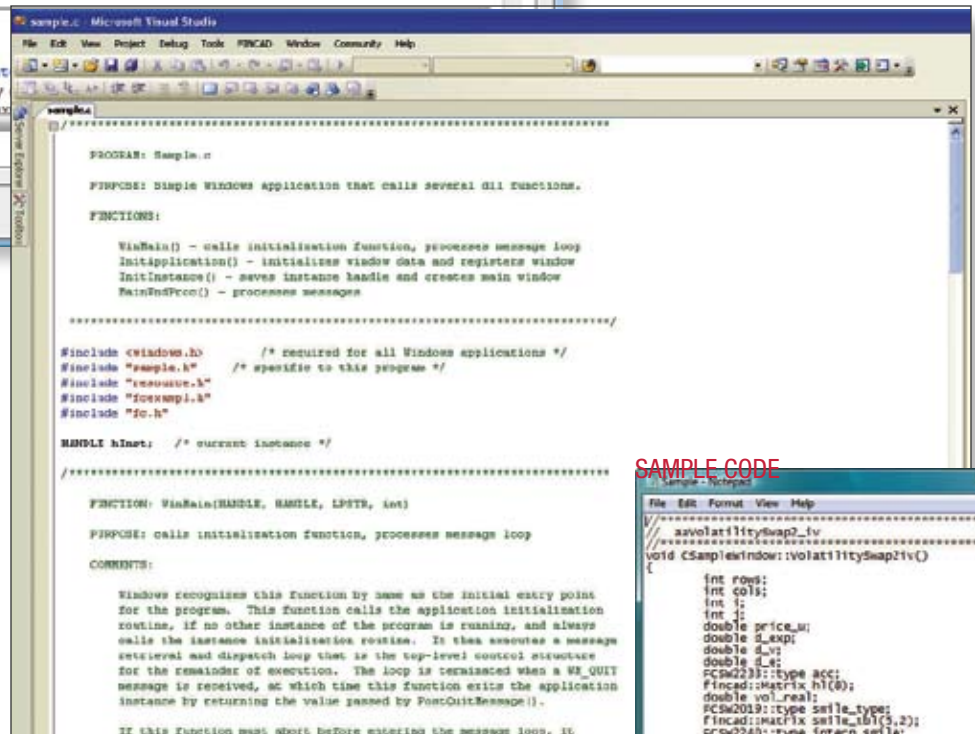 sample.c - Microsoft Visual Studio
File Edit View Project Debug Tools FINCAD Window Community Help
sample.c
Server Explorer
Toolbox
/****************************************************************************
PROGRAM: Sample.c
PURPOSE: Simple Windows application that calls several dll functions.
FUNCTIONS:
WinMain() - calls initialization function, processes message loop
InitApplication() - initializes window data and registers window
InitInstance() - saves instance handle and creates main window
MainWndProc() - processes messages
****************************************************************************/
#include <windows.h> /* required for all Windows applications */
#include "sample.h" /* specific to this program */
#include "resource.h"
#include "fcexampl.h"
#include "fc.h"
HANDLE hInst; /* current instance */
/****************************************************************************
FUNCTION: WinMain(HANDLE, HANDLE, LPSTR, int)
PURPOSE: calls initialization function, processes message loop
COMMENTS:
Windows recognizes this function by name as the initial entry point
for the program. This function calls the application initialization
routine, if no other instance of the program is running, and always
calls the instance initialization routine. It then executes a message
retrieval and dispatch loop that is the top-level control structure
for the remainder of execution. The loop is terminated when a WM_QUIT
message is received, at which time this function exits the application
instance by returning the value passed by PostQuitMessage().
If this function must abort before entering the message loop, it
SAMPLE CODE
Sample - Notepad
File Edit Format View Help
//****************************************
// aaVolatilitySwap2_iv
//****************************************
void CSampleWindow::VolatilitySwap2iv()
{
int rows;
int cols;
int i;
int j;
double price_u;
double d_exp;
double d_v;
double d_e;
FCSW2233::type acc;
fincad::Matrix hl(8);
double vol_real;
FCSW2019::type smile_type;
fincad::Matrix smile_tbl(5,2);
FCSW2240::type intern_smile;